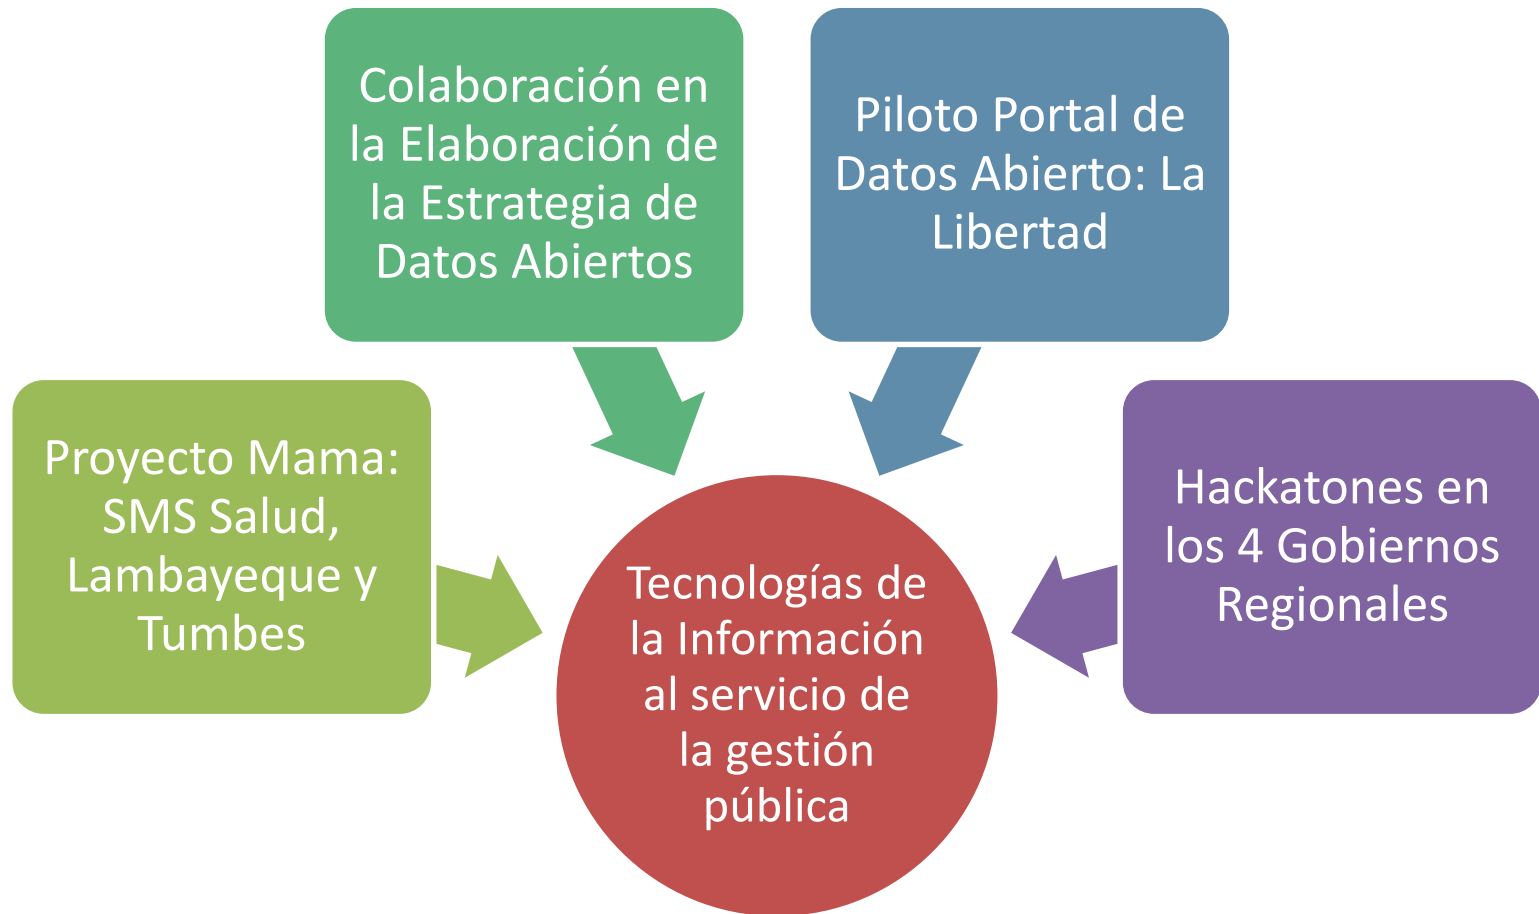 Colaboración en
la Elaboración de
la Estrategia de
Datos Abiertos
Piloto Portal de
Datos Abierto: La
Libertad
Proyecto Mama:
SMS Salud,
Lambayeque y
Tumbes
Hackatones en
los 4 Gobiernos
Regionales
Tecnologías de
la Información
al servicio de
la gestión
pública